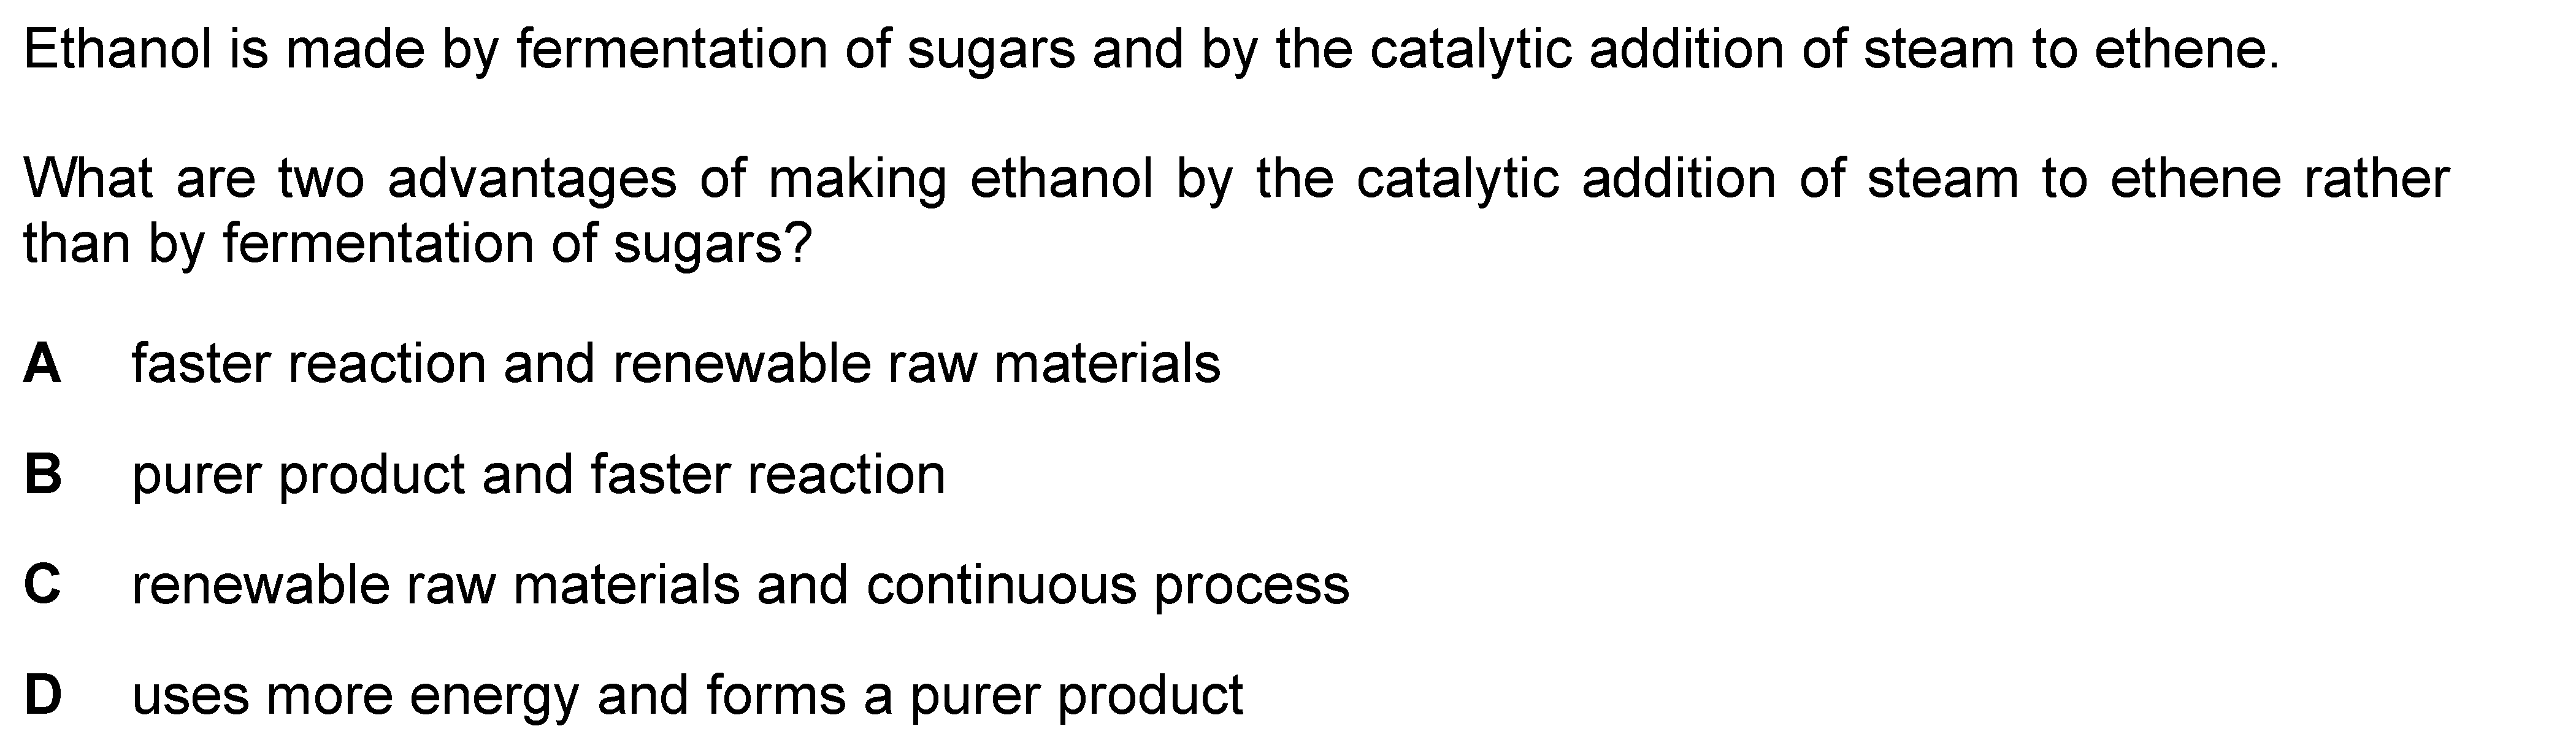 Ethanol is made by fermentation of sugars and by the catalytic addition of steam to ethene.
What are two advantages of making ethanol by the catalytic addition of steam to ethene rather
than by fermentation of sugars?
A faster reaction and renewable raw materials
B purer product and faster reaction
C renewable raw materials and continuous process
D uses more energy and forms a purer product